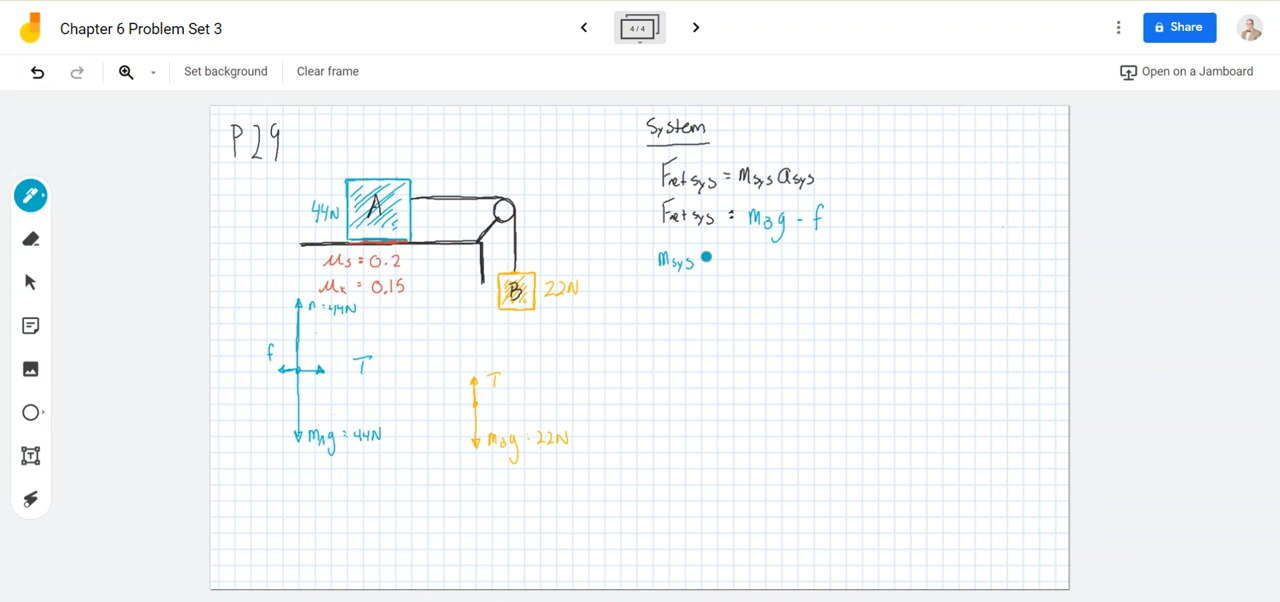 Chapter 6 Problem Set 3
4 / 4
Share
Set background
Clear frame
Open on a Jamboard
P 29
System
Fnet sys = msys asys
Fnet sys = mBg - f
msys
44N
A
μs = 0.2
μk = 0.15
B
22N
n = 44N
f
T
mAg = 44N
T
mBg = 22N
T